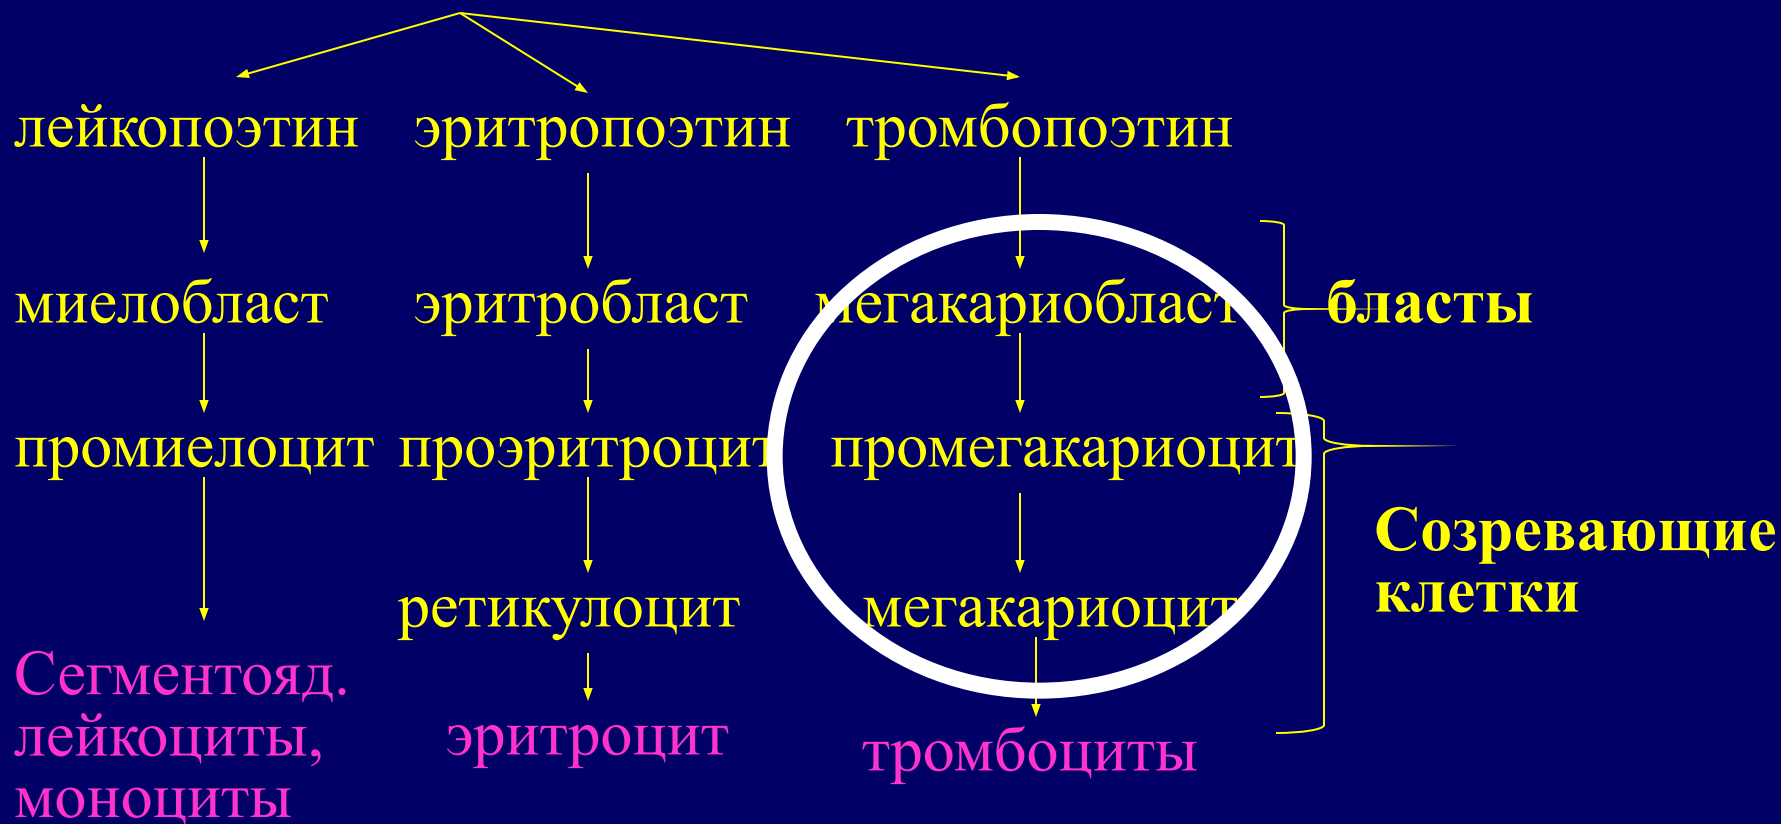 лейкопоэтин эритропоэтин тромбопоэтин
миелобласт эритробласт мегакариобласт бласты
промиелоцит проэритроцит промегакариоцит
Созревающие
клетки
ретикулоцит мегакариоцит
Сегментояд.
лейкоциты,
моноциты
эритроцит
тромбоциты